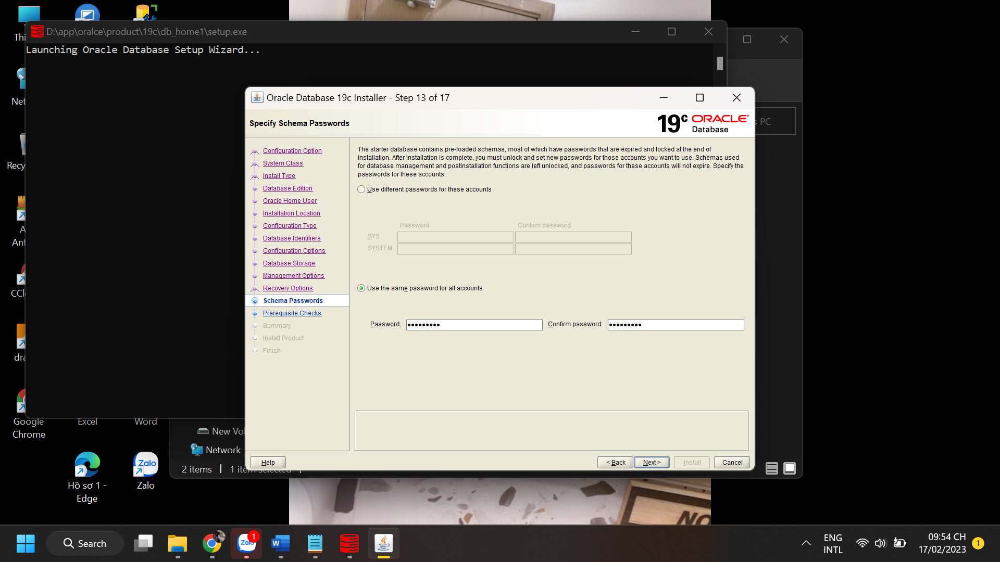 Thi
D:\app\oralce\product\19c\db_home1\setup.exe
Launching Oracle Database Setup Wizard...
Net
Recy
A
Ant
CCl
dra
Google
Chrome
Excel
Word
Hồ sơ 1 -
Edge
Zalo
Zalo
s PC
Oracle Database 19c Installer - Step 13 of 17
Specify Schema Passwords
19c ORACLE
Database
Configuration Option
System Class
Install Type
Database Edition
Oracle Home User
Installation Location
Configuration Type
Database Identifiers
Configuration Options
Database Storage
Management Options
Recovery Options
Schema Passwords
Prerequisite Checks
Summary
Install Product
Finish
The starter database contains pre-loaded schemas, most of which have passwords that are expired and locked at the end of
installation. After installation is complete, you must unlock and set new passwords for those accounts you want to use. Schemas used
for database management and postinstallation functions are left unlocked, and passwords for these accounts will not expire. Specify the
passwords for these accounts.
Use different passwords for these accounts
Password Confirm password
SYS
SYSTEM
Use the same password for all accounts
Password: ••••••••• Confirm password: •••••••••
Help < Back Next > Install Cancel
New Vol
Network
2 items 1 item selected
NO
Search
Zalo 1
W
ENG
INTL
09:54 CH
17/02/2023
1